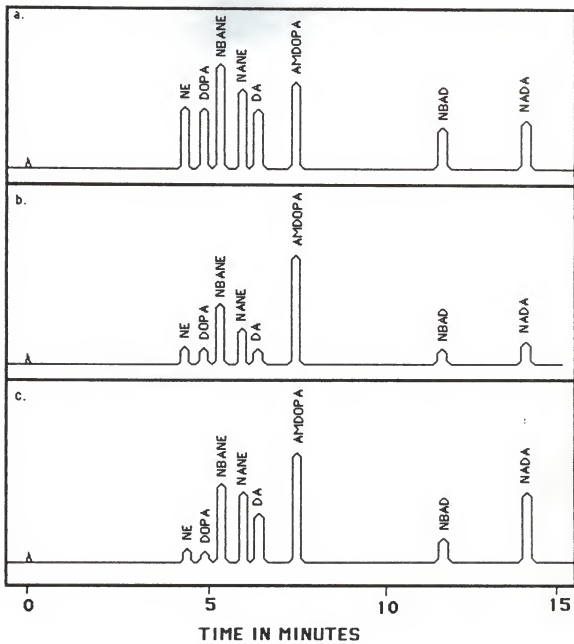 a.
NE
DOPA
NBANE
NANE
DA
AMDOPA
NBAD
NADA
b.
NE
DOPA
NBANE
NANE
DA
AMDOPA
NBAD
NADA
c.
NE
DOPA
NBANE
NANE
DA
AMDOPA
NBAD
NADA
0 5 10 15
TIME IN MINUTES